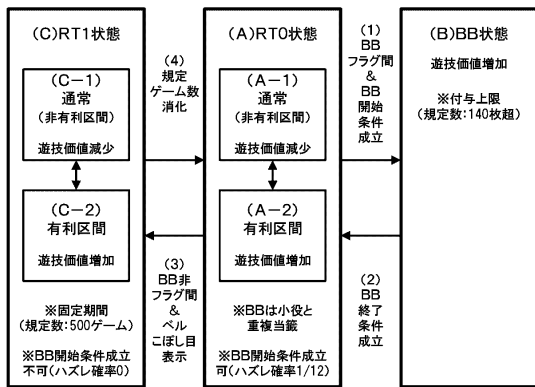 (C)RT1状態
(C-1)
通常
(非有利区間)
遊技価値減少
(C-2)
有利区間
遊技価値増加
※固定期間
(規定数:500ゲーム)
※BB開始条件成立
不可(ハズレ確率0)
(4)
規定
ゲーム数
消化
(3)
BB非
フラグ間
&
ベル
こぼし目
表示
(A)RT0状態
(A-1)
通常
(非有利区間)
遊技価値減少
(A-2)
有利区間
遊技価値増加
※BBは小役と
重複当籤
※BB開始条件成立
可(ハズレ確率1/12)
(1)
BB
フラグ間
&
BB
開始
条件
成立
(2)
BB
終了
条件
成立
(B)BB状態
遊技価値増加
※付与上限
(規定数:140枚超)